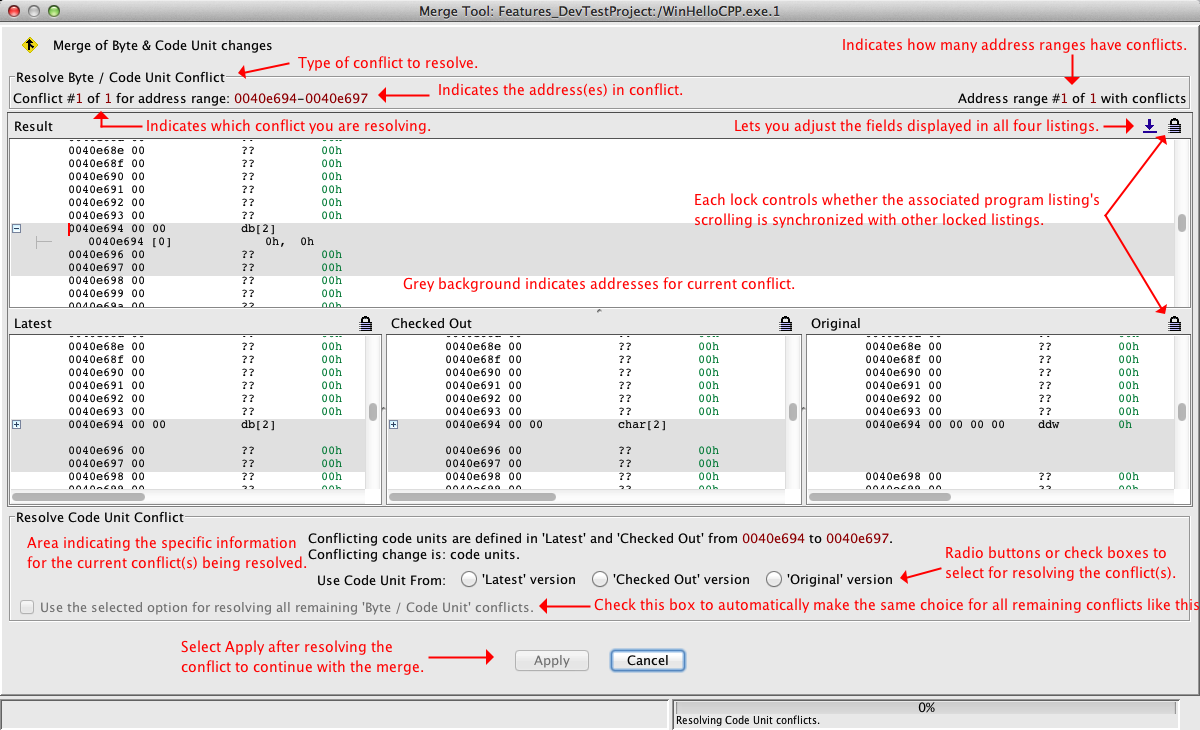 Merge Tool: Features_DevTestProject:/WinHelloCPP.exe.1
Merge of Byte & Code Unit changes
Indicates how many address ranges have conflicts.
Resolve Byte / Code Unit Conflict
Type of conflict to resolve.
Conflict #1 of 1 for address range: 0040e694-0040e697
Indicates the address(es) in conflict.
Address range #1 of 1 with conflicts
Result
Indicates which conflict you are resolving.
Lets you adjust the fields displayed in all four listings.
0040e68e 00 ?? 00h
0040e68f 00 ?? 00h
0040e690 00 ?? 00h
0040e691 00 ?? 00h
0040e692 00 ?? 00h
0040e693 00 ?? 00h
0040e694 00 00 db[2]
0040e694 [0] 0h, 0h
0040e696 00 ?? 00h
0040e697 00 ?? 00h
0040e698 00 ?? 00h
0040e699 00 ?? 00h
0040e69a 00 ?? 00h
Each lock controls whether the associated program listing's
scrolling is synchronized with other locked listings.
Grey background indicates addresses for current conflict.
Latest
0040e68e 00 ?? 00h
0040e68f 00 ?? 00h
0040e690 00 ?? 00h
0040e691 00 ?? 00h
0040e692 00 ?? 00h
0040e693 00 ?? 00h
0040e694 00 00 db[2]
0040e696 00 ?? 00h
0040e697 00 ?? 00h
0040e698 00 ?? 00h
0040e699 00 ?? 00h
Checked Out
0040e68e 00 ?? 00h
0040e68f 00 ?? 00h
0040e690 00 ?? 00h
0040e691 00 ?? 00h
0040e692 00 ?? 00h
0040e693 00 ?? 00h
0040e694 00 00 char[2]
0040e696 00 ?? 00h
0040e697 00 ?? 00h
0040e698 00 ?? 00h
0040e699 00 ?? 00h
Original
0040e68e 00 ?? 00h
0040e68f 00 ?? 00h
0040e690 00 ?? 00h
0040e691 00 ?? 00h
0040e692 00 ?? 00h
0040e693 00 ?? 00h
0040e694 00 00 00 00 ddw 0h
0040e698 00 ?? 00h
0040e699 00 ?? 00h
Resolve Code Unit Conflict
Area indicating the specific information
for the current conflict(s) being resolved.
Conflicting code units are defined in 'Latest' and 'Checked Out' from 0040e694 to 0040e697.
Conflicting change is: code units.
Use Code Unit From: 'Latest' version 'Checked Out' version 'Original' version
Radio buttons or check boxes to
select for resolving the conflict(s).
Use the selected option for resolving all remaining 'Byte / Code Unit' conflicts.
Check this box to automatically make the same choice for all remaining conflicts like this
Select Apply after resolving the
conflict to continue with the merge.
Apply
Cancel
0%
Resolving Code Unit conflicts.